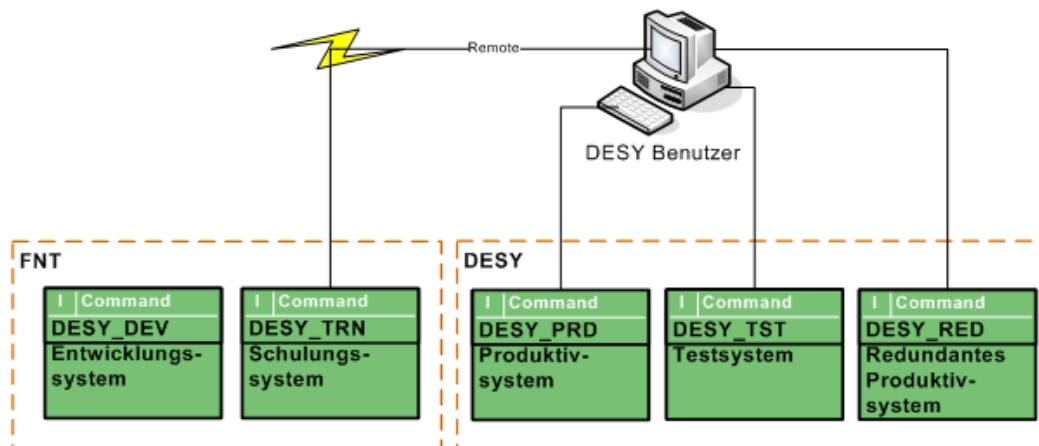 Remote
DESY Benutzer
FNT
I Command
DESY_DEV
Entwicklungs-
system
I Command
DESY_TRN
Schulungs-
system
DESY
I Command
DESY_PRD
Produktiv-
system
I Command
DESY_TST
Testsystem
I Command
DESY_RED
Redundantes
Produktiv-
system